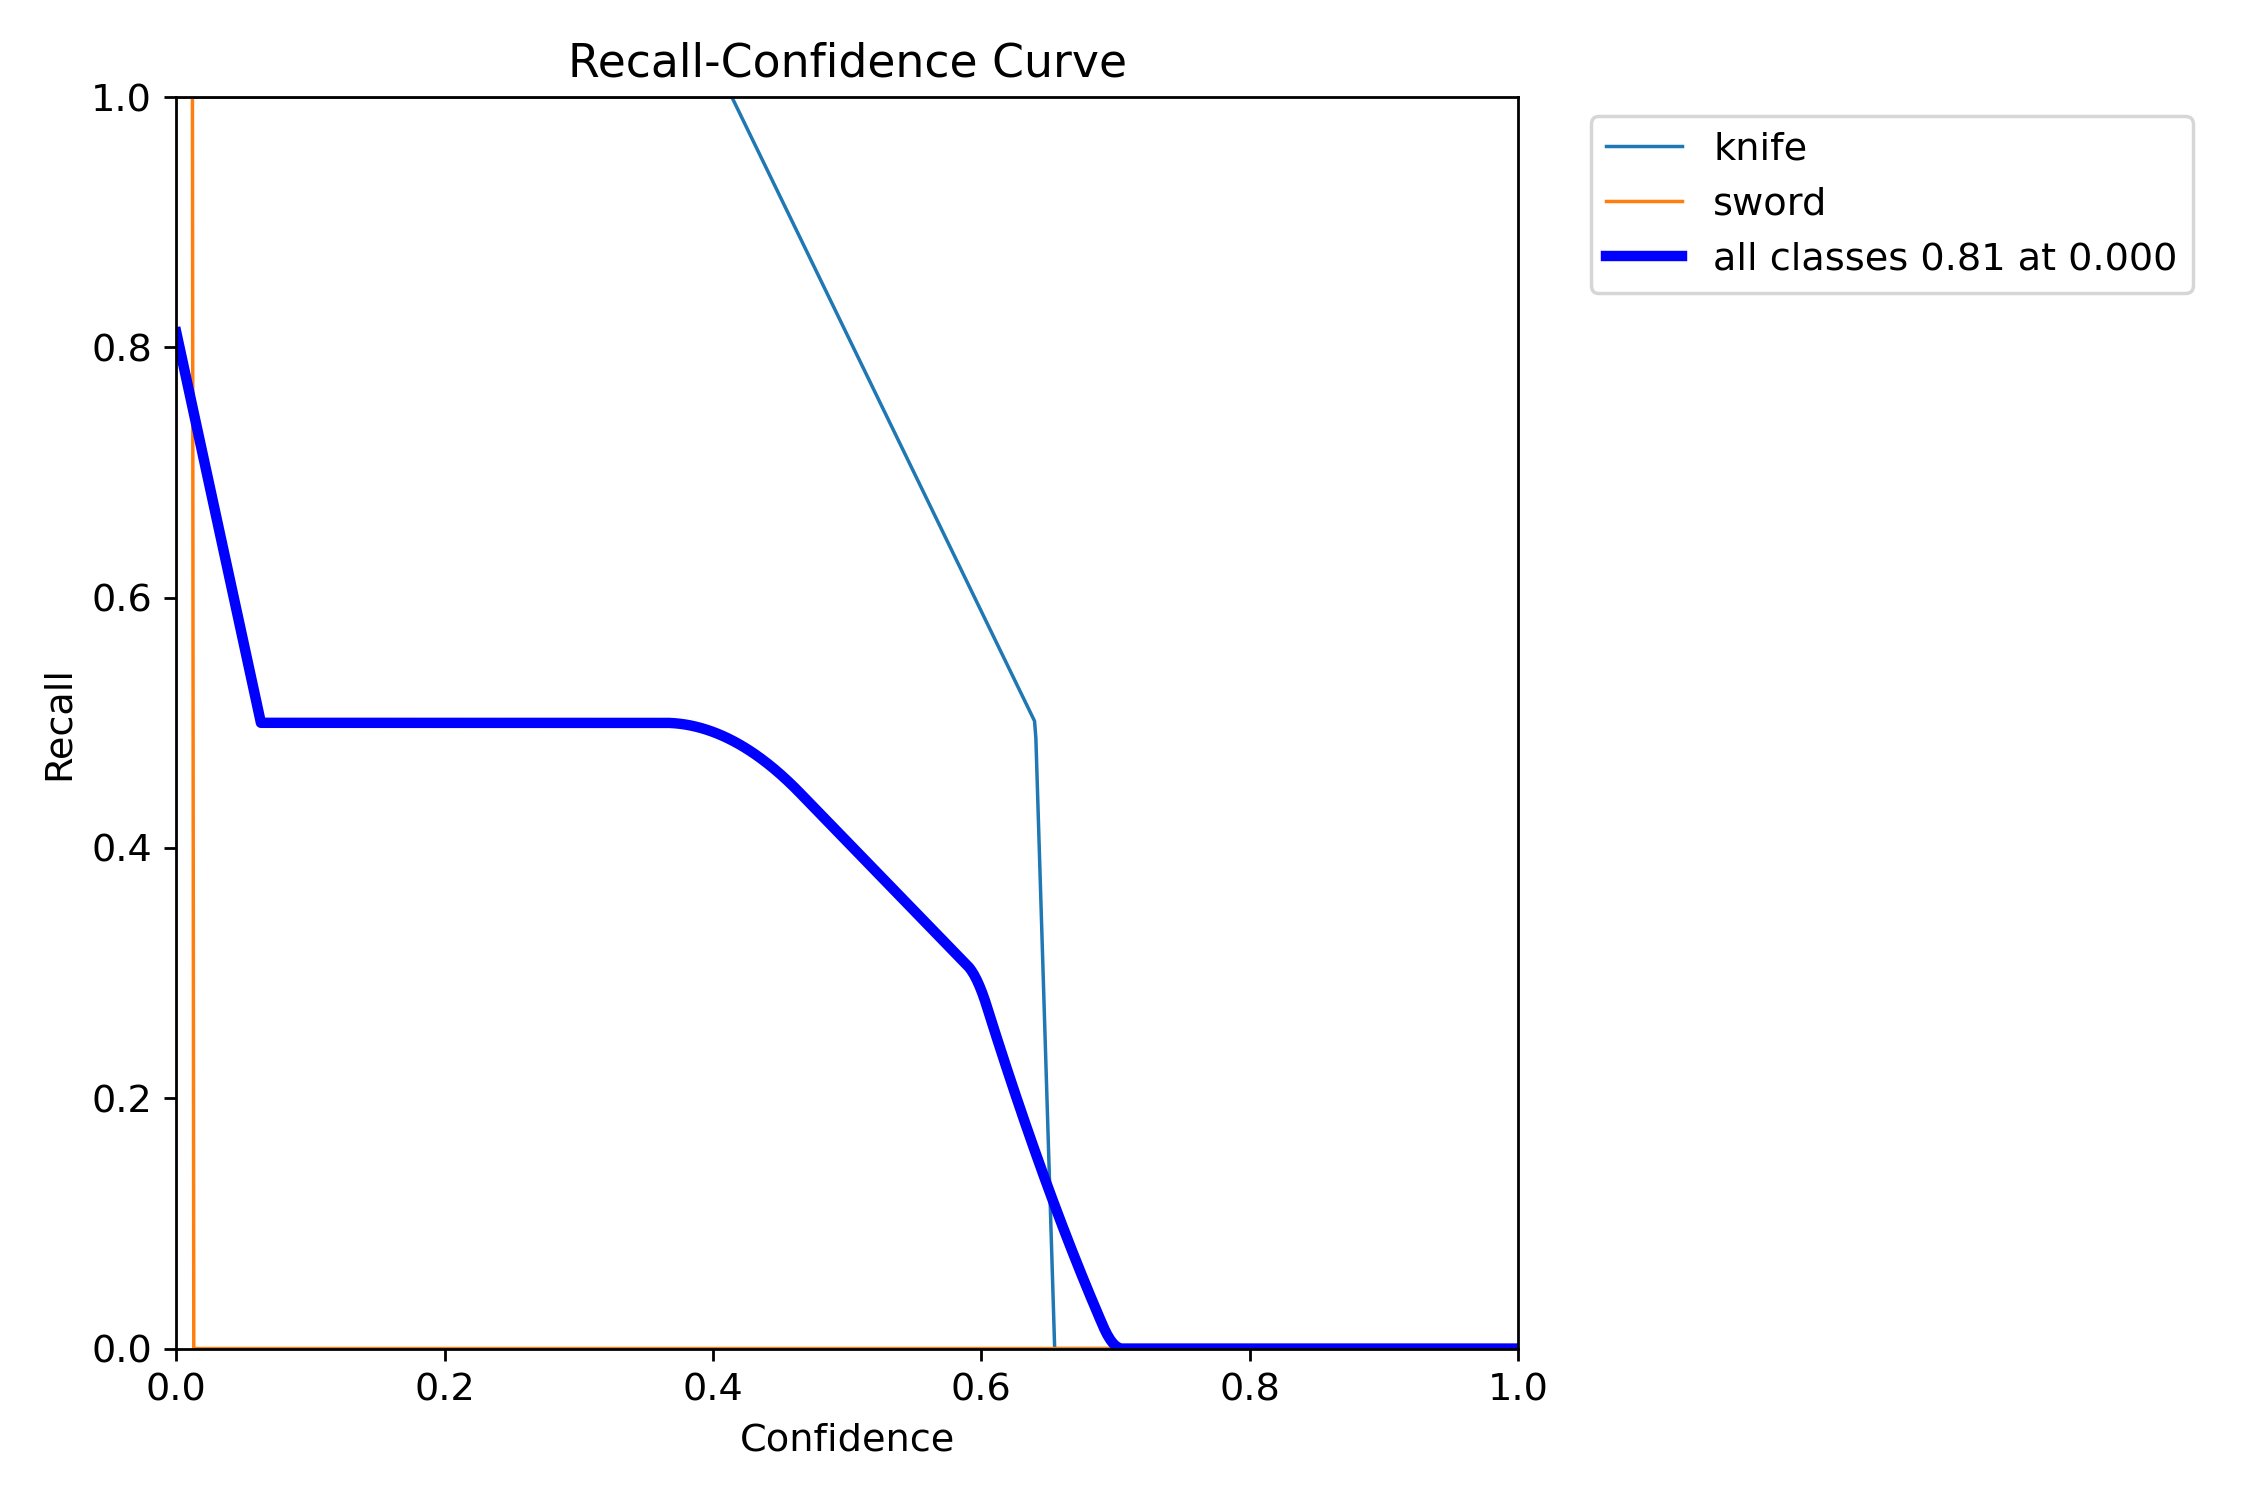 Recall-Confidence Curve
1.0
0.8
0.6
0.4
0.2
0.0
Recall
0.0 0.2 0.4 0.6 0.8 1.0
Confidence
knife
sword
all classes 0.81 at 0.000